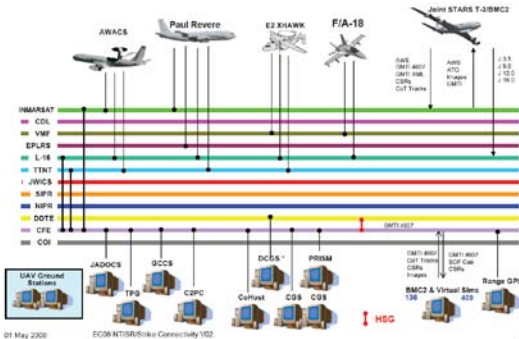 AWACS
Paul Revere
E2 XHAWK
F/A-18
Joint STARS T-3/BMC2
AWS
GMTI 4607
GMTI XML
CSRs
CoT Tracks
AWS
ATO
Images
GMTI
J 3.5
J 9.0
J 12.0
J 16.0
INMARSAT
CDL
VMF
EPLRS
L-16
TTNT
JWICS
SIPR
NIPR
DDTE
CFE
COI
GMTI 4607
UAV Ground
Stations
JADOCS
TPG
GCCS
C2PC
CoHost
DCGS *
CGS
CGS
PRISM
HSG
GMTI 4607
CoT Tracks
CSRs
Images
GMTI 4607
CSRs
BMC2 & Virtual Sims
136
409
Range GPS
01 May 2008
EC08 NTISR/Strike Connectivity V02